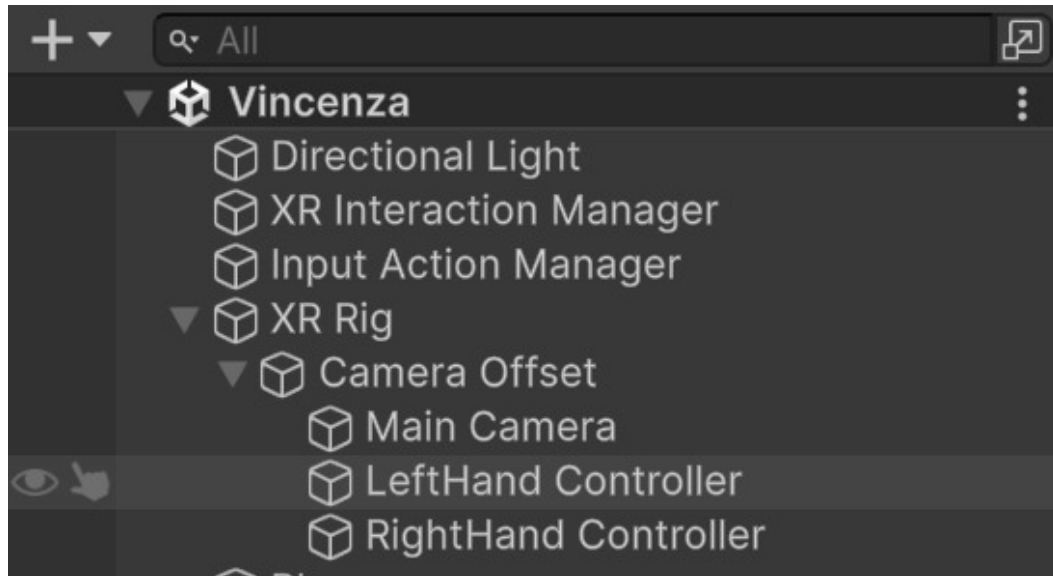 All
Vincenza
Directional Light
XR Interaction Manager
Input Action Manager
XR Rig
Camera Offset
Main Camera
LeftHand Controller
RightHand Controller